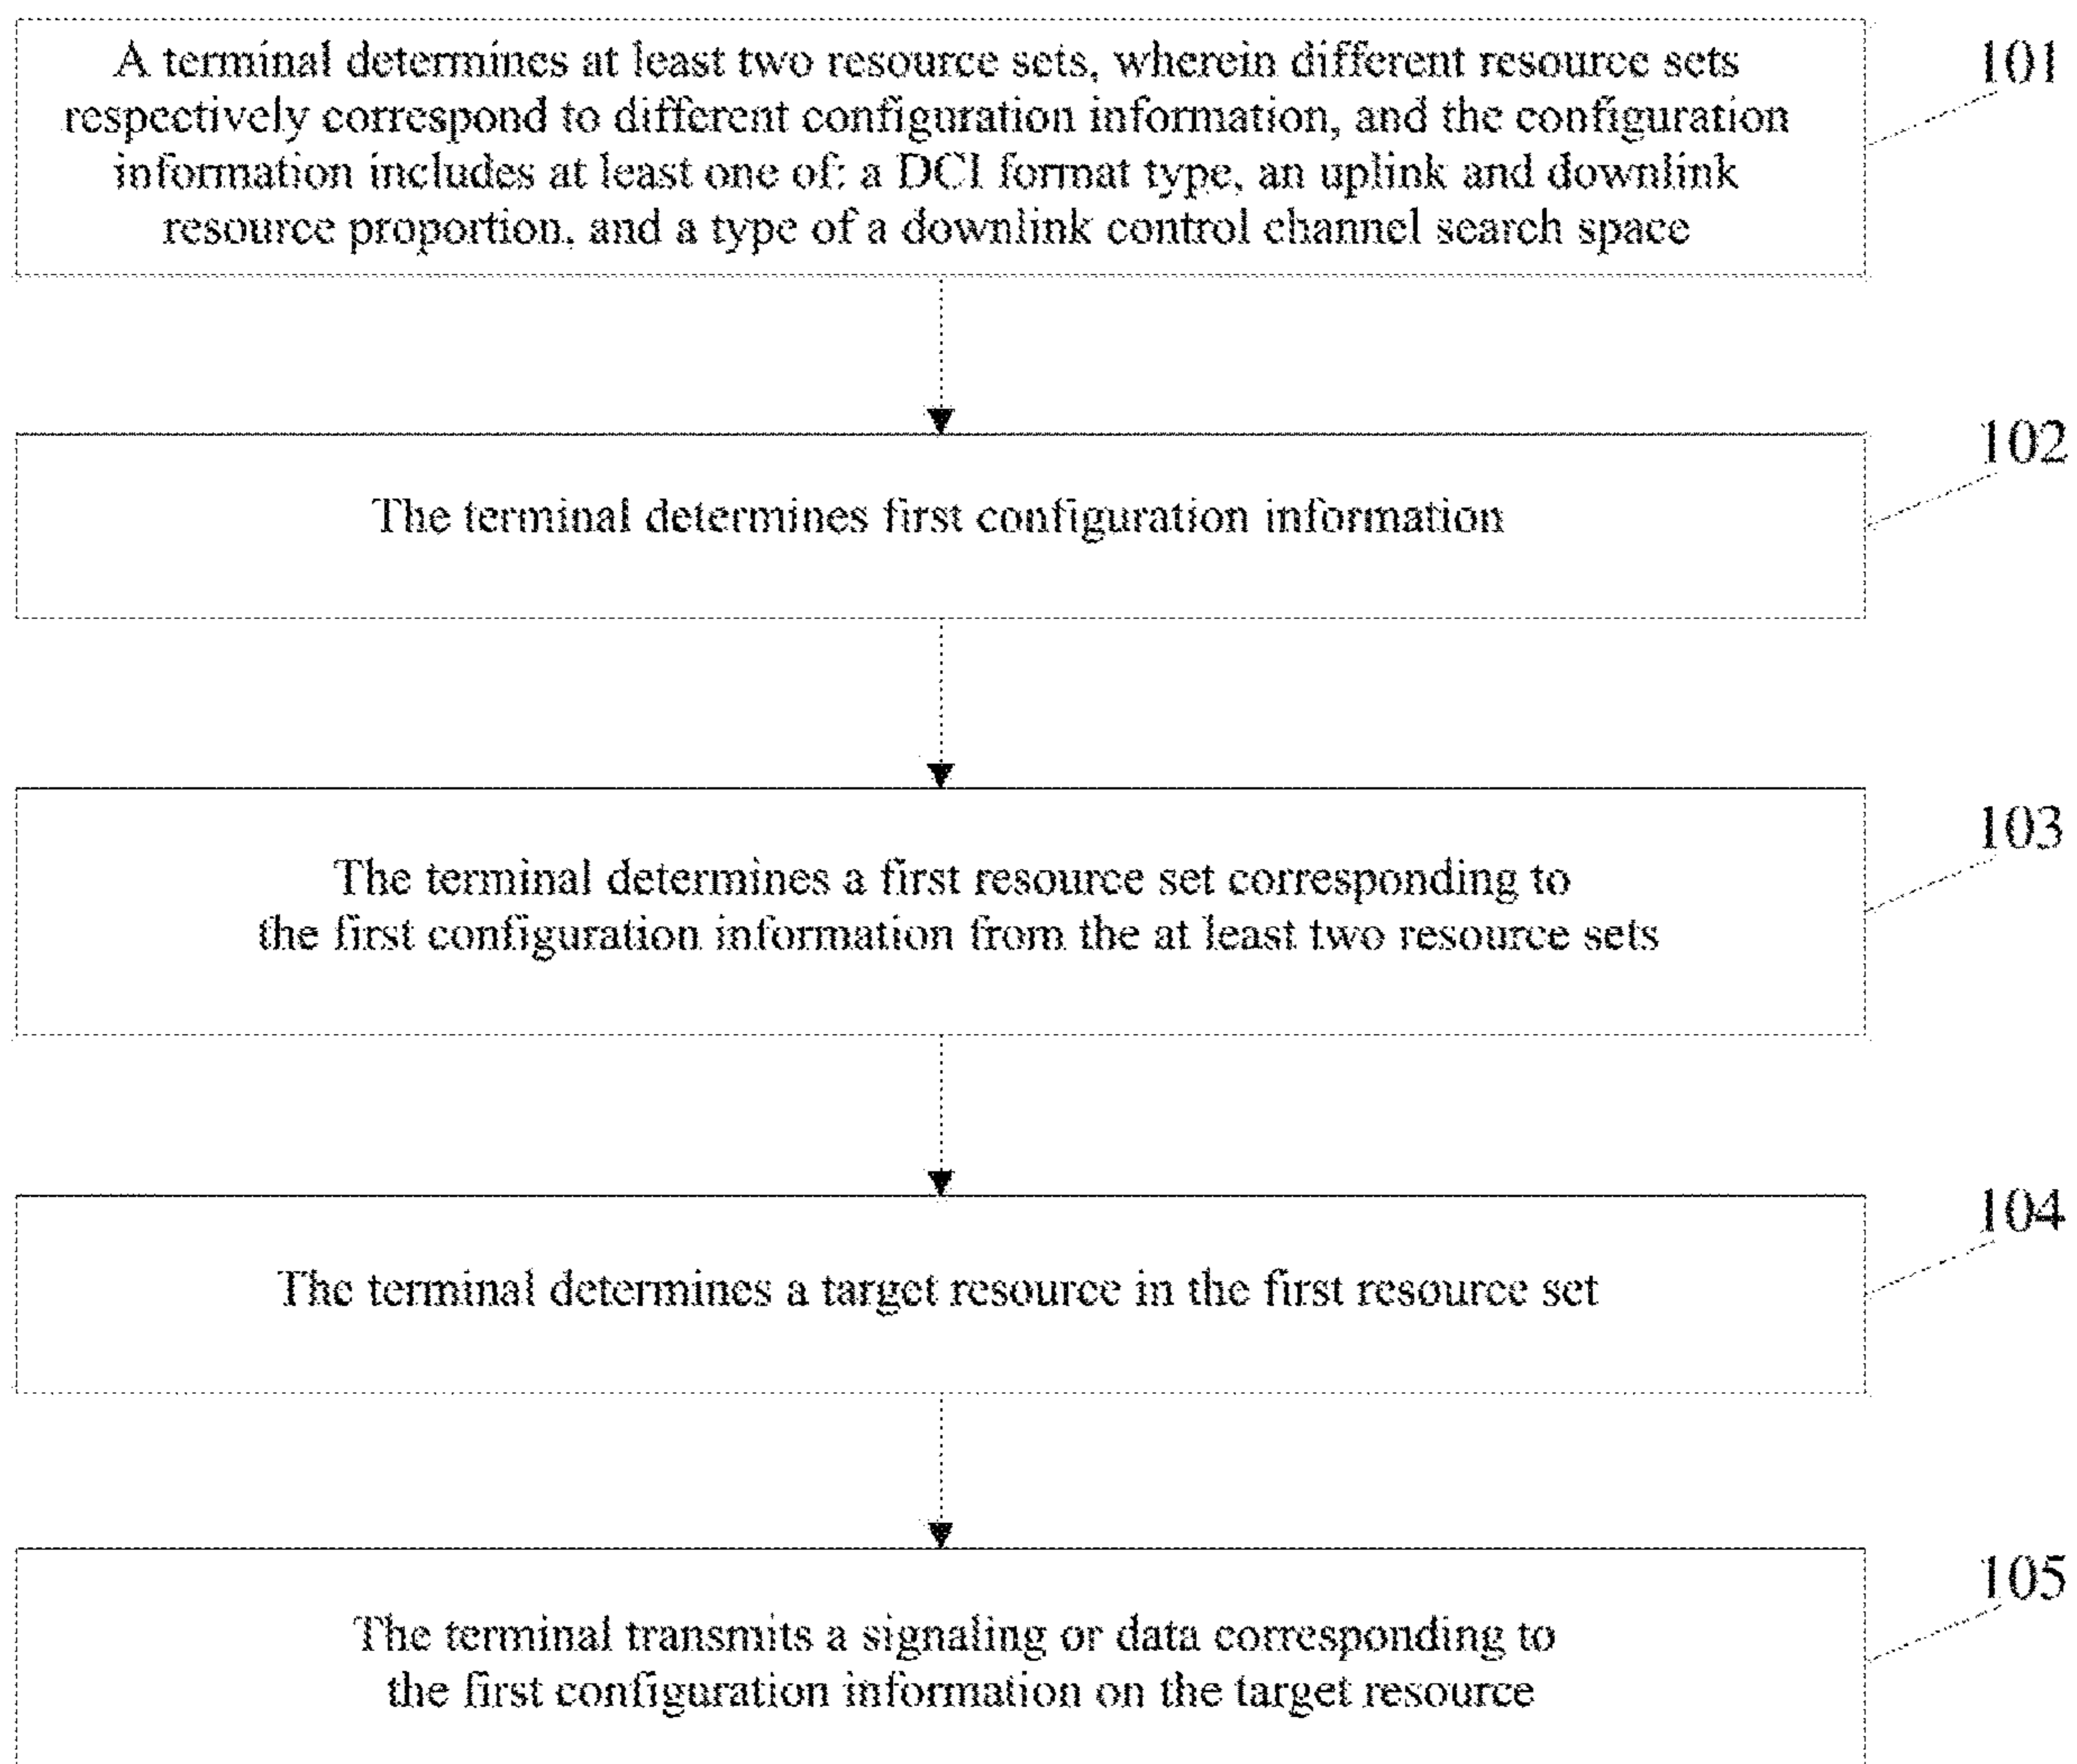 A terminal determines at least two resource sets, wherein different resource sets
respectively correspond to different configuration information, and the configuration
information includes at least one of: a DCI format type, an uplink and downlink
resource proportion, and a type of a downlink control channel search space
101
The terminal determines first configuration information
102
The terminal determines a first resource set corresponding to
the first configuration information from the at least two resource sets
103
The terminal determines a target resource in the first resource set
104
The terminal transmits a signaling or data corresponding to
the first configuration information on the target resource
105